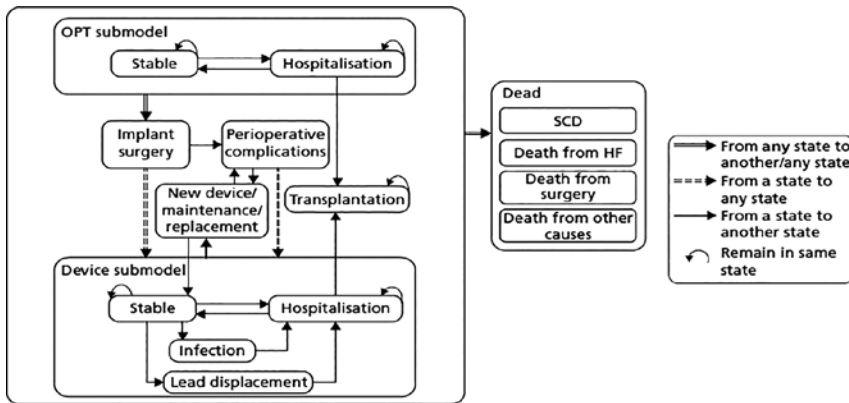 OPT submodel
Stable
Hospitalisation
Implant
surgery
Perioperative
complications
New device/
maintenance/
replacement
Transplantation
Device submodel
Stable
Hospitalisation
Infection
Lead displacement
Dead
SCD
Death from HF
Death from
surgery
Death from other
causes
From any state to
another/any state
From a state to
any state
From a state to
another state
Remain in same
state